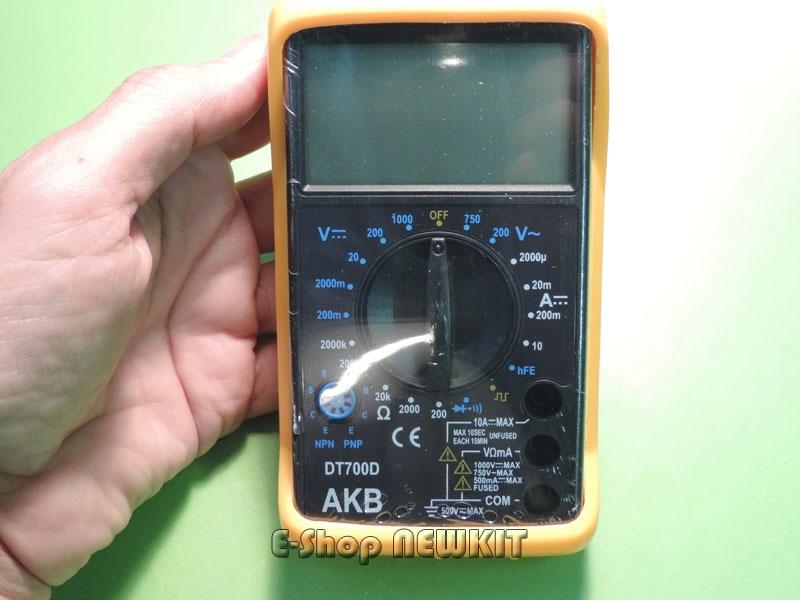 OFF
1000
750
V⎓
200
200
V~
20
2000µ
2000m
20m
A⎓
200m
200m
2000k
10
hFE
E
B
B
C
C
E
E
NPN
PNP
20k
2000
200
Ω
CE
10A⎓MAX
MAX 10SEC
EACH 15MIN
UNFUSED
VΩmA
1000V⎓MAX
750V~MAX
500mA⎓MAX
FUSED
COM
500V≂MAX
DT700D
AKB
E-Shop NEWKIT